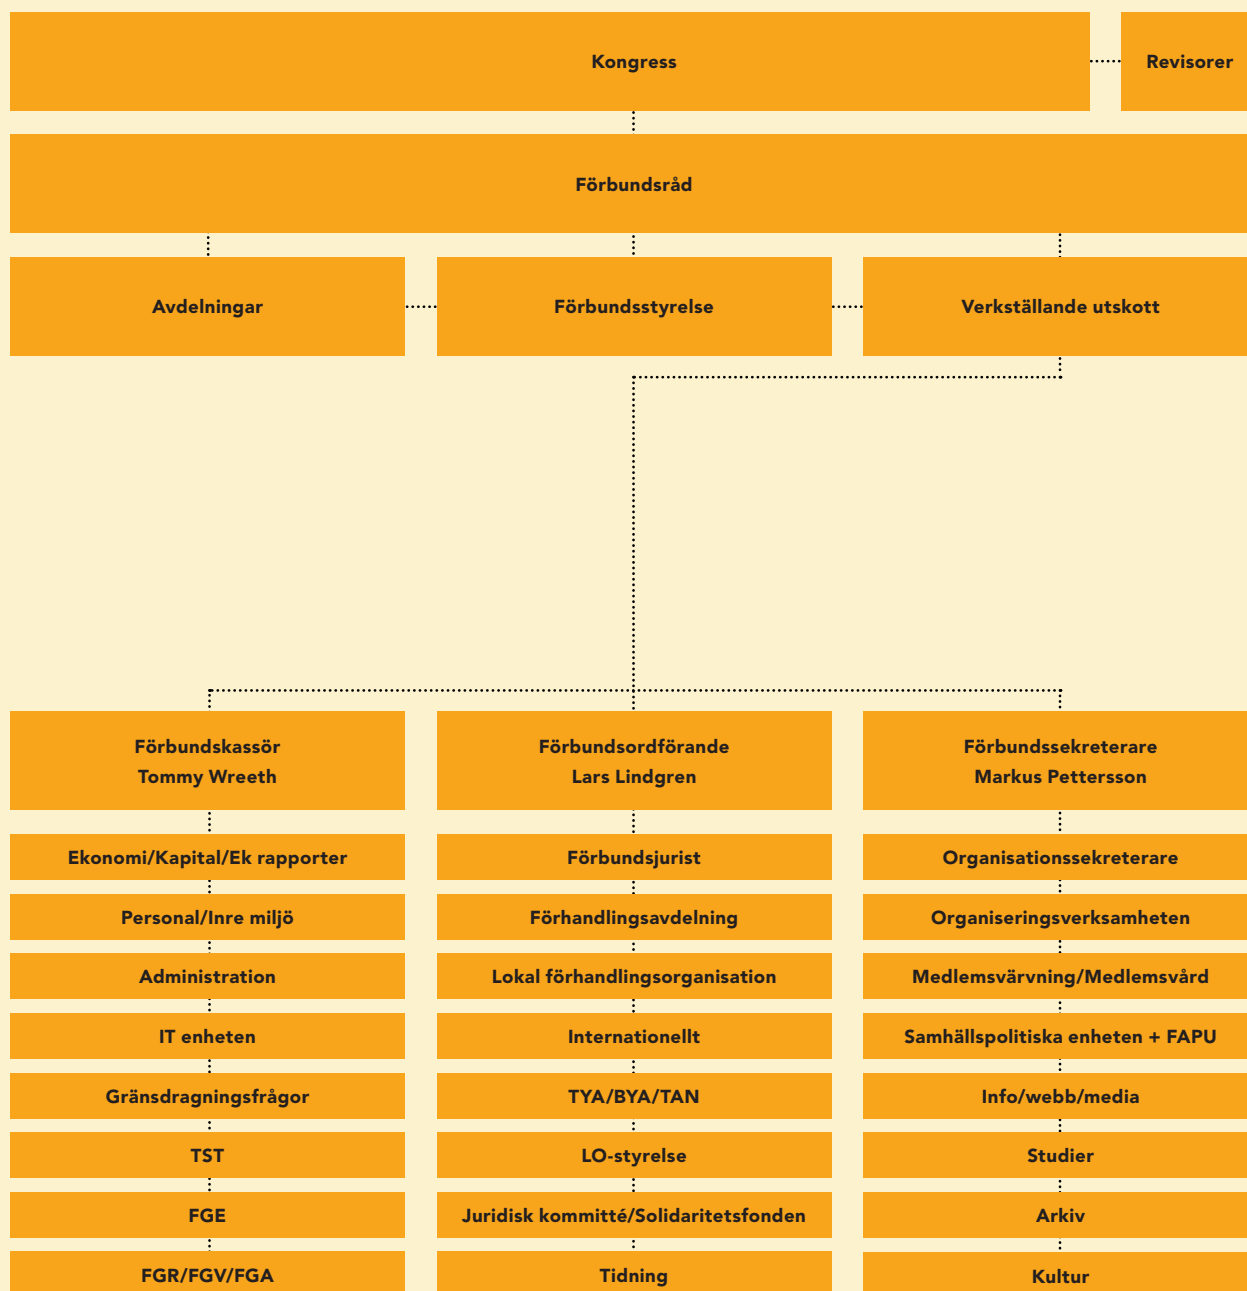 Kongress
Revisorer
Förbundsråd
Avdelningar
Förbundsstyrelse
Verkställande utskott
Förbundskassör
Tommy Wreeth
Förbundsordförande
Lars Lindgren
Förbundssekreterare
Markus Pettersson
Ekonomi/Kapital/Ek rapporter
Förbundsjurist
Organisationssekreterare
Personal/Inre miljö
Förhandlingsavdelning
Organiseringsverksamheten
Administration
Lokal förhandlingsorganisation
Medlemsvärvning/Medlemsvård
IT enheten
Internationellt
Samhällspolitiska enheten + FAPU
Gränsdragningsfrågor
TYA/BYA/TAN
Info/webb/media
TST
LO-styrelse
Studier
FGE
Juridisk kommitté/Solidaritetsfonden
Arkiv
FGR/FGV/FGA
Tidning
Kultur